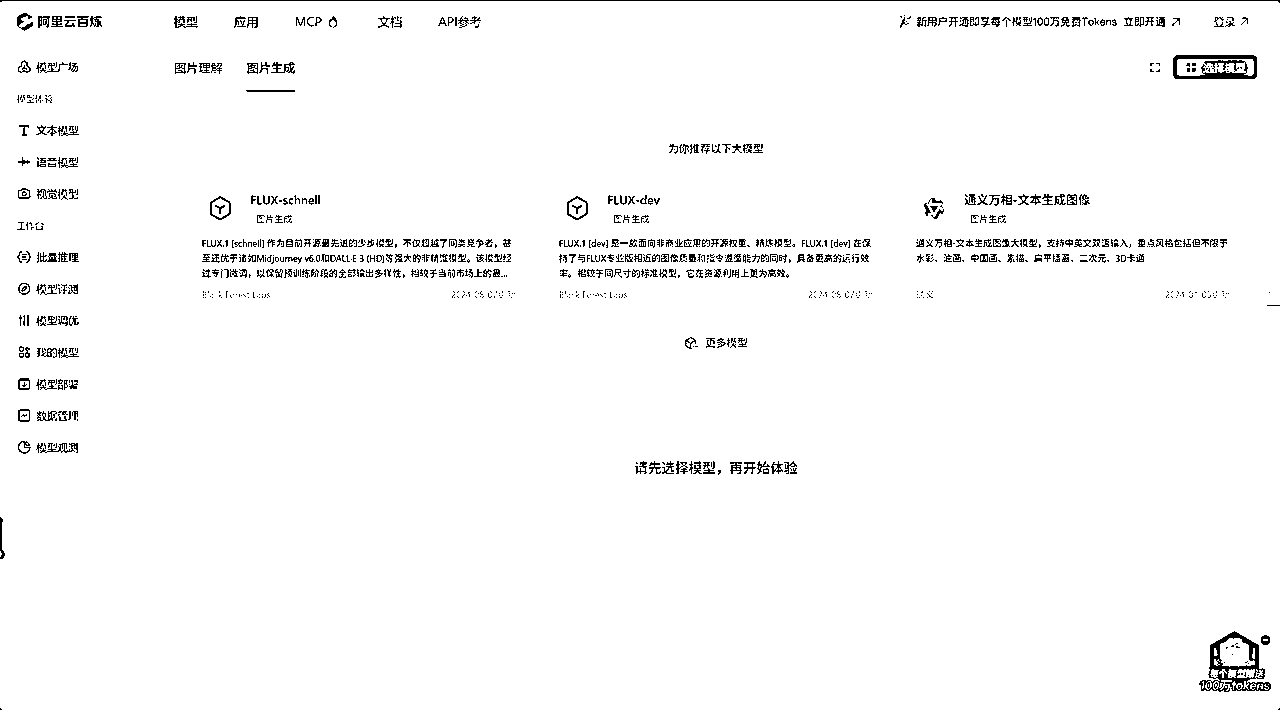 阿里云百炼
模型 应用 MCP 文档 API参考
新用户开通即享每个模型100万免费Tokens 立即开通
登录
模型广场
模型体验
文本模型
语音模型
视觉模型
工作台
批量推理
模型评测
模型调优
我的模型
模型部署
数据管理
模型观测
图片理解 图片生成
选择模型
为你推荐以下大模型
FLUX-schnell
图片生成
FLUX.1 [schnell] 作为目前开源最先进的少步模型，不仅超越了同类竞争者，甚
至还优于诸如Midjourney v6.0和DALL·E 3 (HD)等强大的非精馏模型。该模型经
过专门微调，以保留预训练阶段的全部输出多样性，相较于当前市场上的最...
Black Forest Labs
FLUX-dev
图片生成
FLUX.1 [dev] 是一款面向非商业应用的开源权重、精炼模型。FLUX.1 [dev] 在保
持了与FLUX专业版相近的图像质量和指令遵循能力的同时，具备更高的运行效
率。相较于同尺寸的标准模型，它在资源利用上更为高效。
Black Forest Labs
通义万相-文本生成图像
图片生成
通义万相-文本生成图像大模型，支持中英文双语输入，重点风格包括但不限于
水彩、油画、中国画、素描、扁平插画、二次元、3D卡通
更多模型
请先选择模型，再开始体验
每个模型赠送
100万tokens